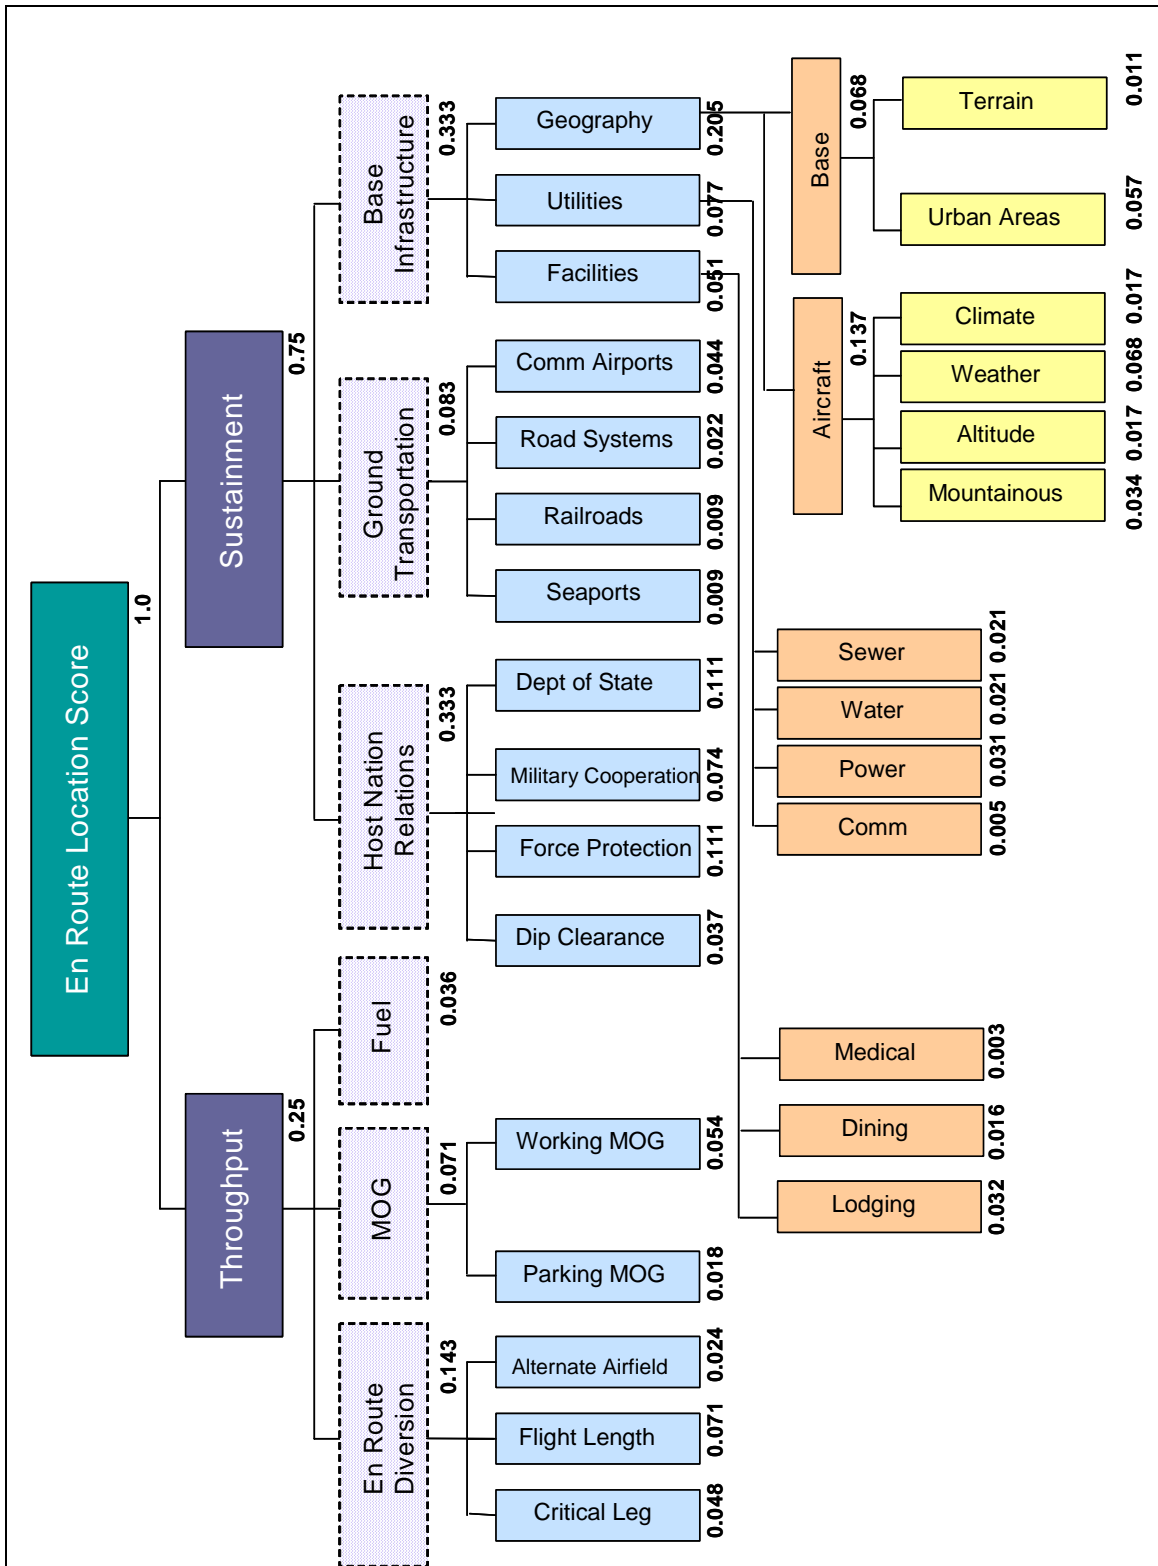 En Route Location Score
1.0
Throughput
0.25
Sustainment
0.75
En Route
Diversion
0.143
MOG
0.071
Fuel
0.036
Host Nation
Relations
0.333
Ground
Transportation
0.083
Base
Infrastructure
0.333
Critical Leg
0.048
Flight Length
0.071
Alternate Airfield
0.024
Parking MOG
0.018
Working MOG
0.054
Dip Clearance
0.037
Force Protection
0.111
Military Cooperation
0.074
Dept of State
0.111
Seaports
0.009
Railroads
0.009
Road Systems
0.022
Comm Airports
0.044
Facilities
0.051
Utilities
0.077
Geography
0.205
Lodging
0.032
Dining
0.016
Medical
0.003
Comm
0.005
Power
0.031
Water
0.021
Sewer
0.021
Aircraft
0.137
Base
0.068
Mountainous
0.034
Altitude
0.017
Weather
0.068
Climate
0.017
Urban Areas
0.057
Terrain
0.011